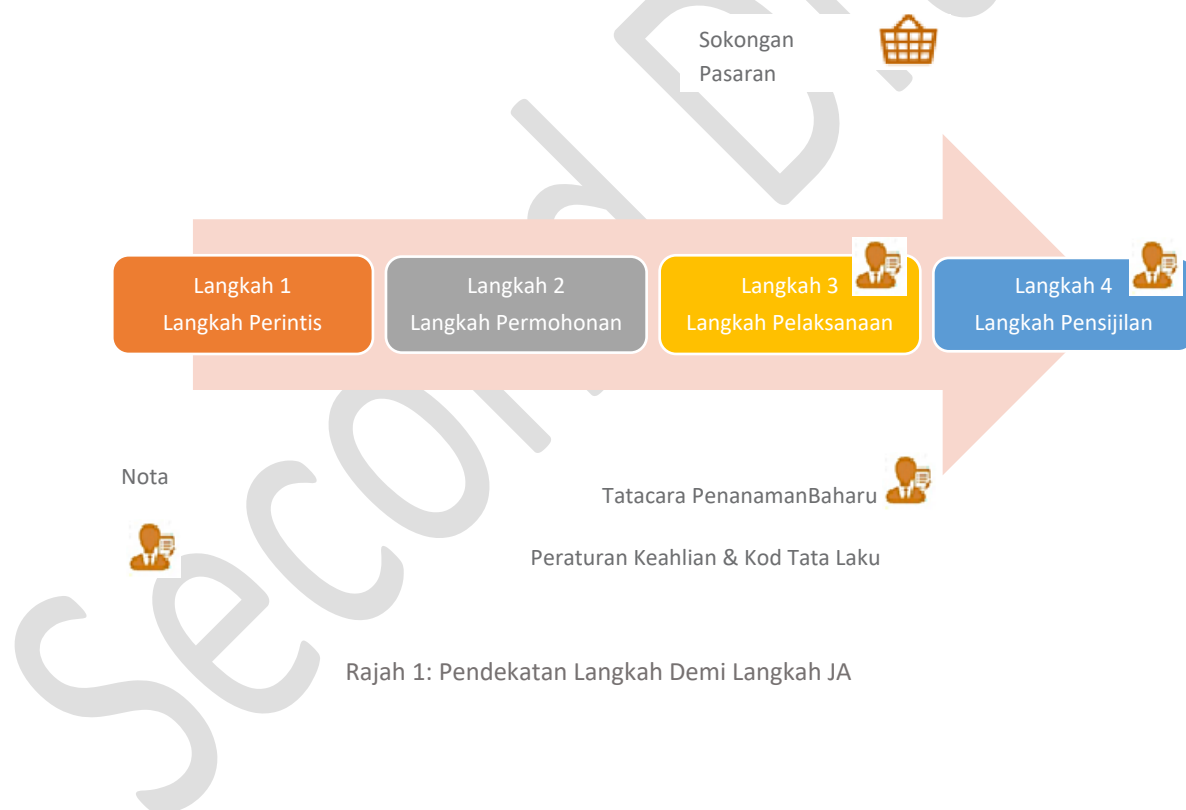 Sokongan
Pasaran
Langkah 1
Langkah Perintis
Langkah 2
Langkah Permohonan
Langkah 3
Langkah Pelaksanaan
Langkah 4
Langkah Pensijilan
Nota
Tatacara PenanamanBaharu
Peraturan Keahlian & Kod Tata Laku
Rajah 1: Pendekatan Langkah Demi Langkah JA
Second